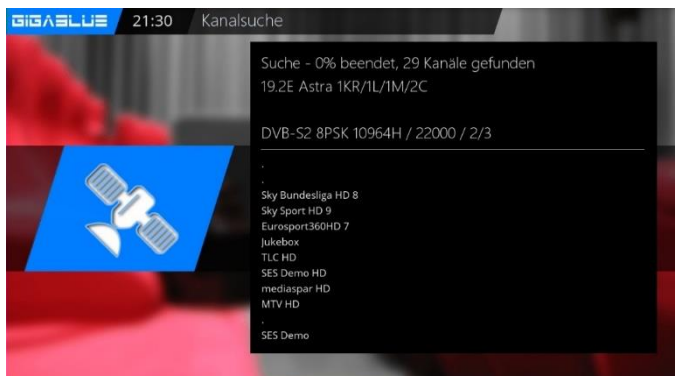 GIGABLUE 21:30 Kanalsuche
Suche - 0% beendet, 29 Kanäle gefunden
19.2E Astra 1KR/1L/1M/2C
DVB-S2 8PSK 10964H / 22000 / 2/3
.
.
Sky Bundesliga HD 8
Sky Sport HD 9
Eurosport360HD 7
Jukebox
TLC HD
SES Demo HD
mediaspar HD
MTV HD
.
SES Demo